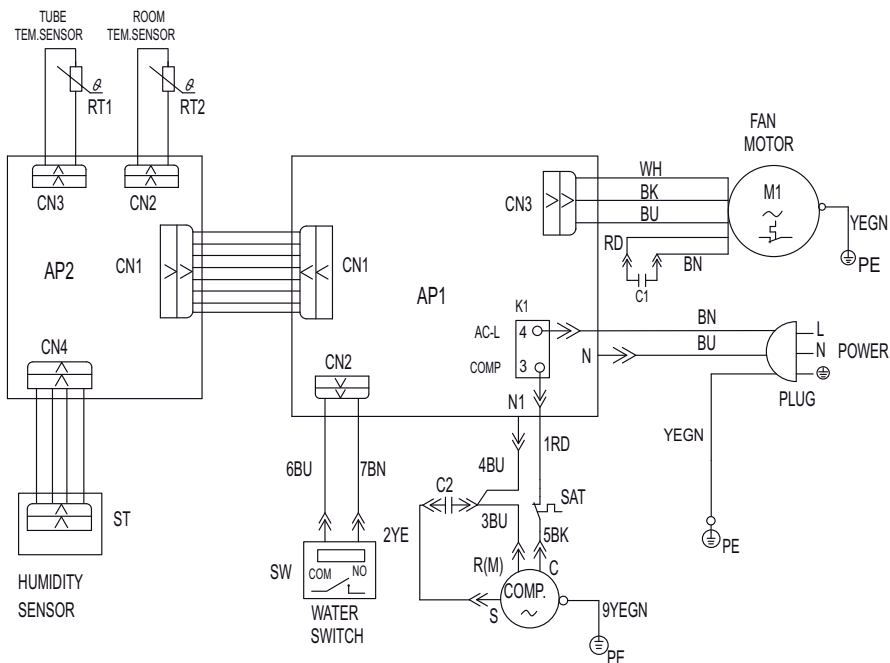 TUBE
TEM.SENSOR
ROOM
TEM.SENSOR
θ
RT1
θ
RT2
CN3
CN2
CN1
AP2
CN4
ST
HUMIDITY
SENSOR
CN1
AP1
CN3
WH
BK
BU
RD
BN
C1
FAN
MOTOR
M1
YEGN
PE
K1
AC-L
4
COMP
3
N
BN
BU
L
N
POWER
PLUG
YEGN
PE
CN2
N1
1RD
6BU
7BN
4BU
C2
3BU
SAT
2YE
5BK
SW
COM
NO
WATER
SWITCH
R(M)
C
COMP.
S
9YEGN
PE